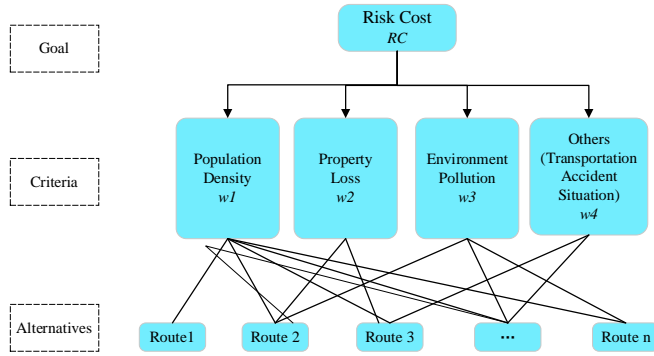 Risk Cost
RC
Goal
Population
Density
w1
Property
Loss
w2
Environment
Pollution
w3
Others
(Transportation
Accident
Situation)
w4
Criteria
Alternatives
Route1
Route 2
Route 3
...
Route n